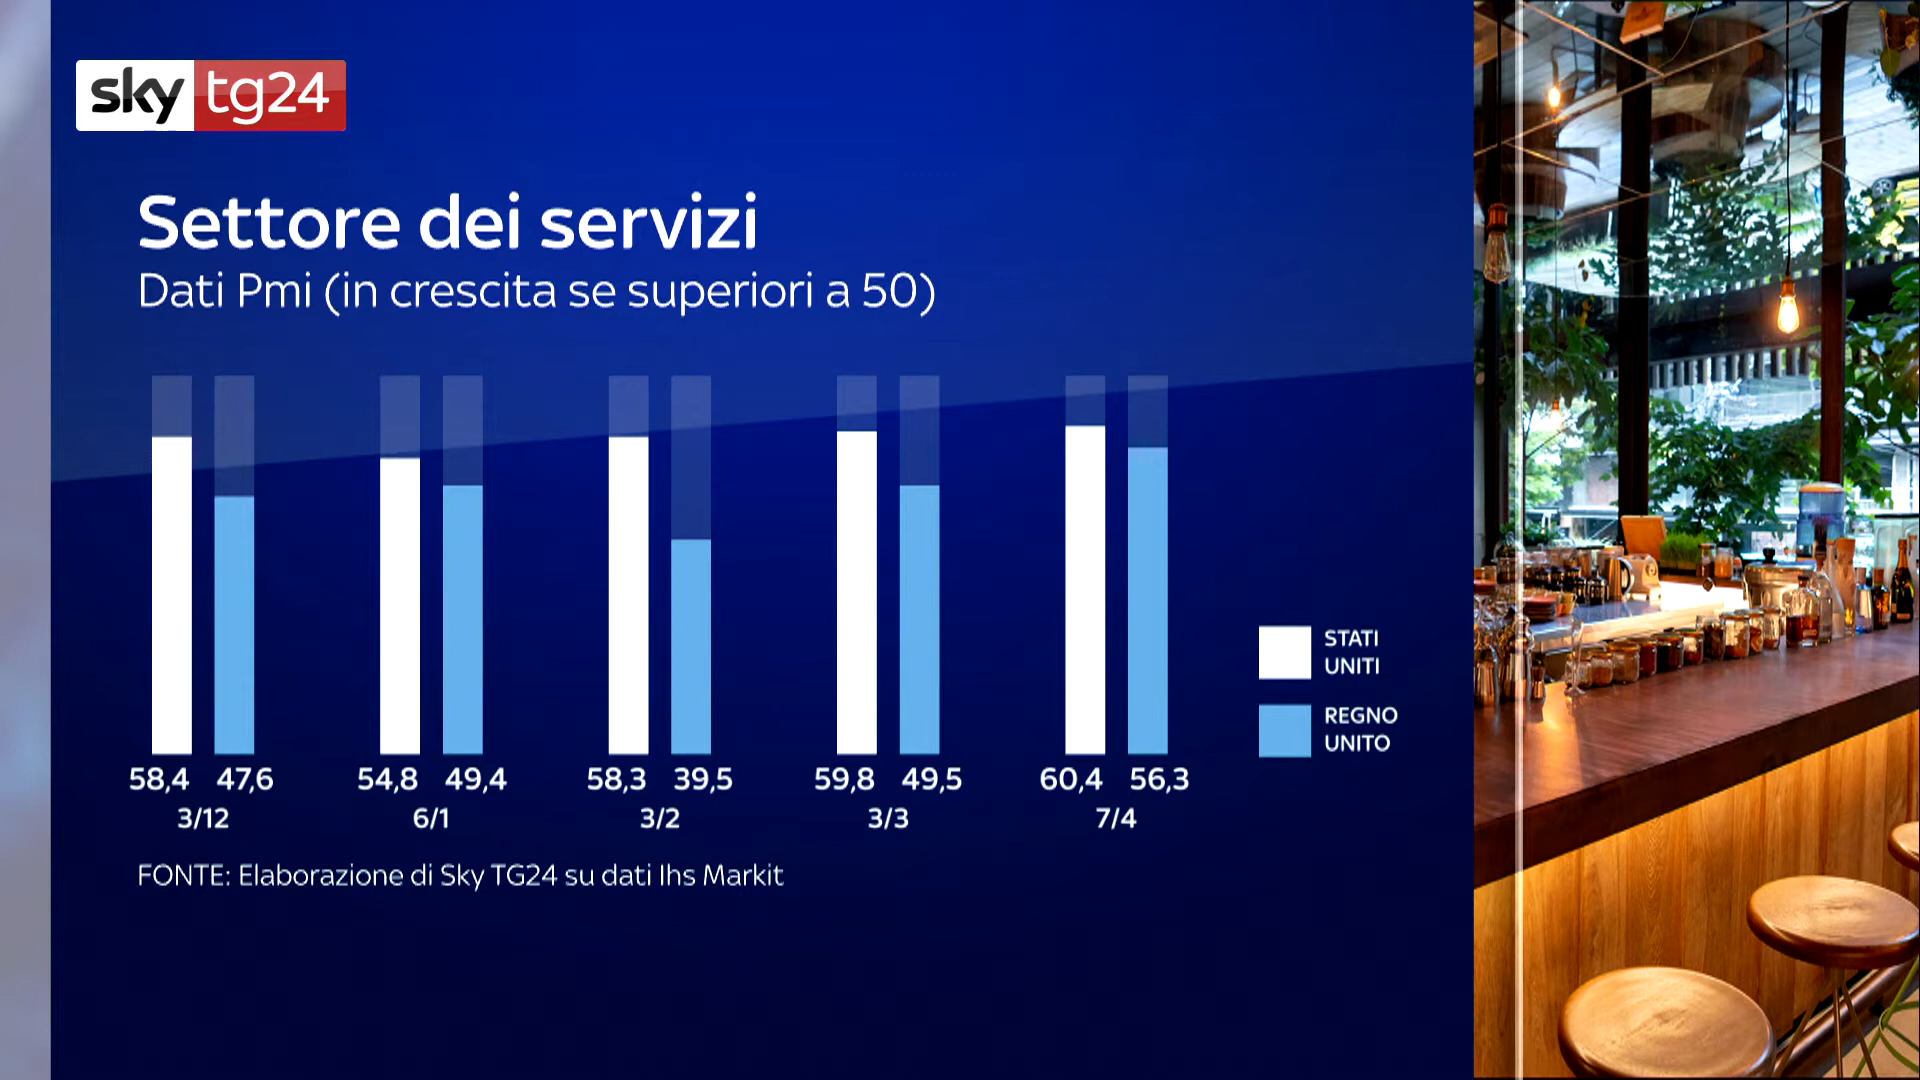 sky tg24
Settore dei servizi
Dati Pmi (in crescita se superiori a 50)
58,4 47,6 54,8 49,4 58,3 39,5 59,8 49,5 60,4 56,3
3/12 6/1 3/2 3/3 7/4
STATI
UNITI
REGNO
UNITO
FONTE: Elaborazione di Sky TG24 su dati Ihs Markit